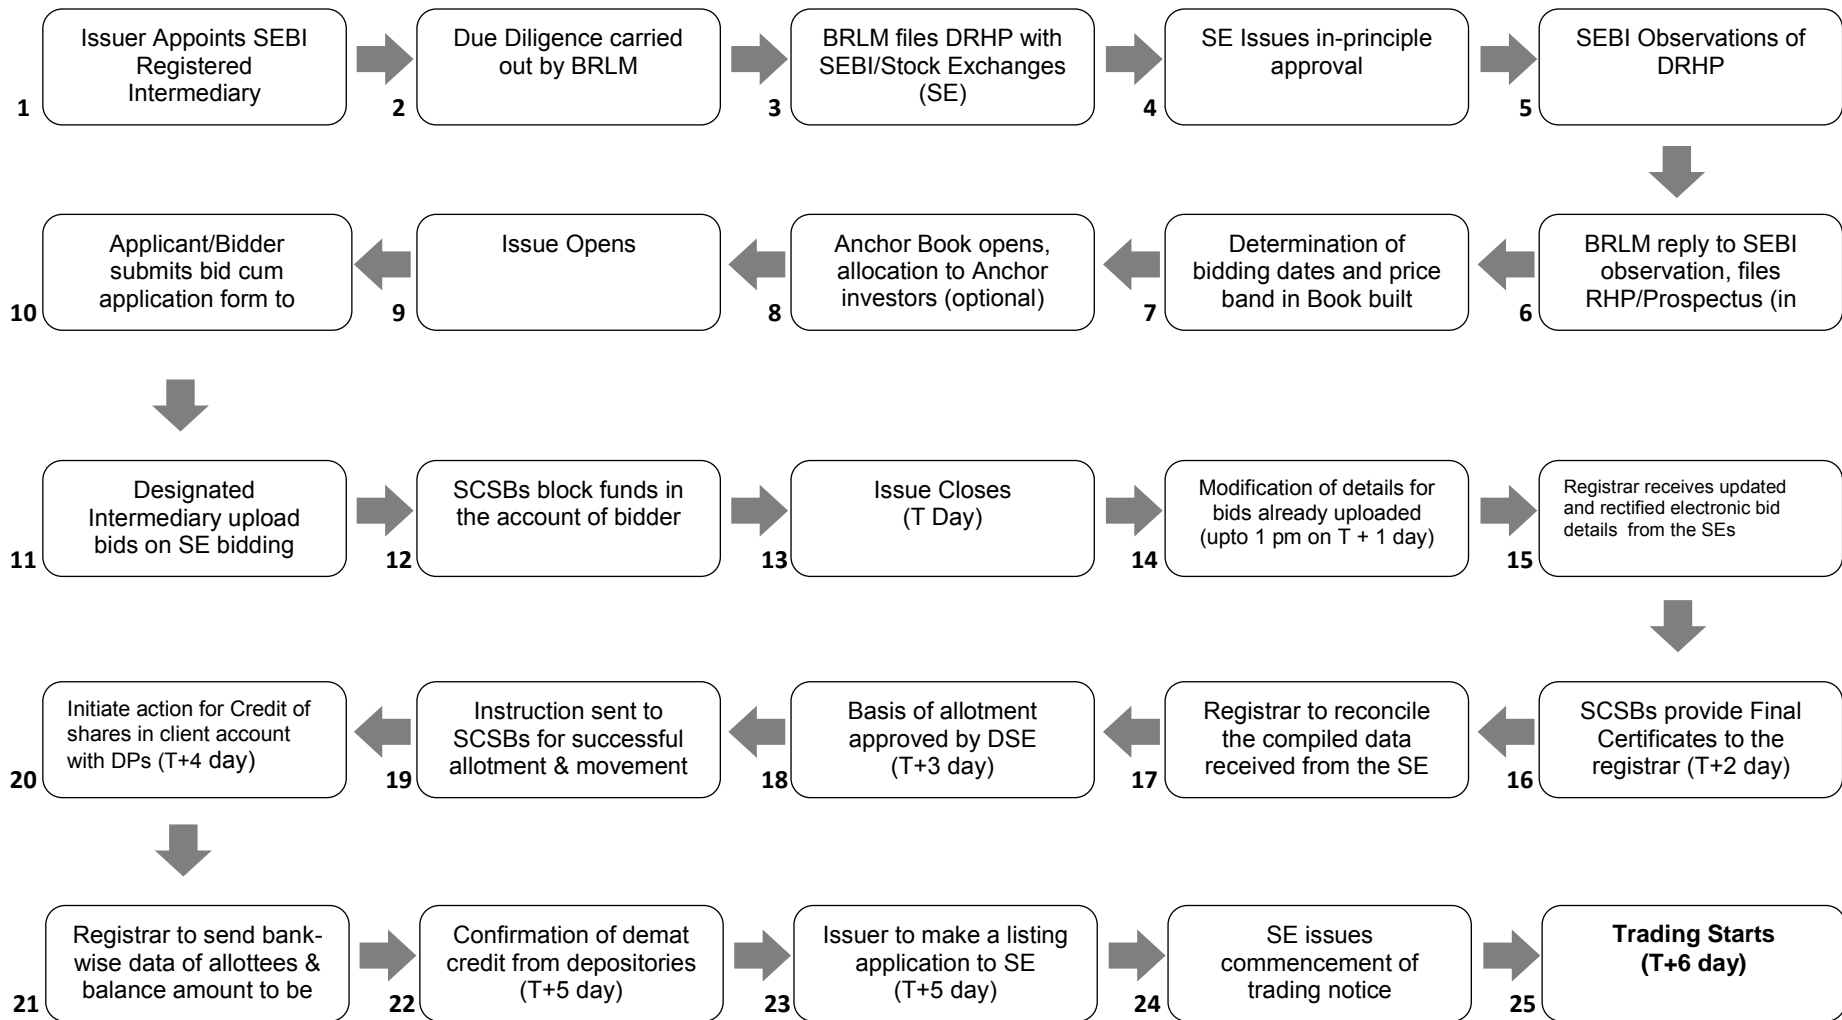 Issuer Appoints SEBI
Registered
Intermediary
1
Due Diligence carried
out by BRLM
2
BRLM files DRHP with
SEBI/Stock Exchanges
(SE)
3
SE Issues in-principle
approval
4
SEBI Observations of
DRHP
5
BRLM reply to SEBI
observation, files
RHP/Prospectus (in
6
Determination of
bidding dates and price
band in Book built
7
Anchor Book opens,
allocation to Anchor
investors (optional)
8
Issue Opens
9
Applicant/Bidder
submits bid cum
application form to
10
Designated
Intermediary upload
bids on SE bidding
11
SCSBs block funds in
the account of bidder
12
Issue Closes
(T Day)
13
Modification of details for
bids already uploaded
(upto 1 pm on T + 1 day)
14
Registrar receives updated
and rectified electronic bid
details from the SEs
15
SCSBs provide Final
Certificates to the
registrar (T+2 day)
16
Registrar to reconcile
the compiled data
received from the SE
17
Basis of allotment
approved by DSE
(T+3 day)
18
Instruction sent to
SCSBs for successful
allotment & movement
19
Initiate action for Credit of
shares in client account
with DPs (T+4 day)
20
Registrar to send bank-
wise data of allottees &
balance amount to be
21
Confirmation of demat
credit from depositories
(T+5 day)
22
Issuer to make a listing
application to SE
(T+5 day)
23
SE issues
commencement of
trading notice
24
Trading Starts
(T+6 day)
25